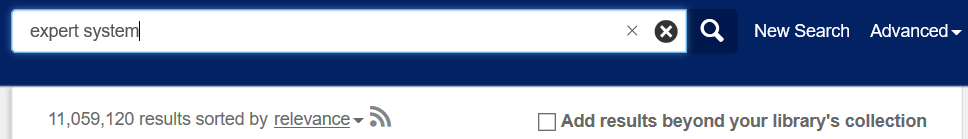 expert system
New Search Advanced
11,059,120 results sorted by relevance
Add results beyond your library's collection